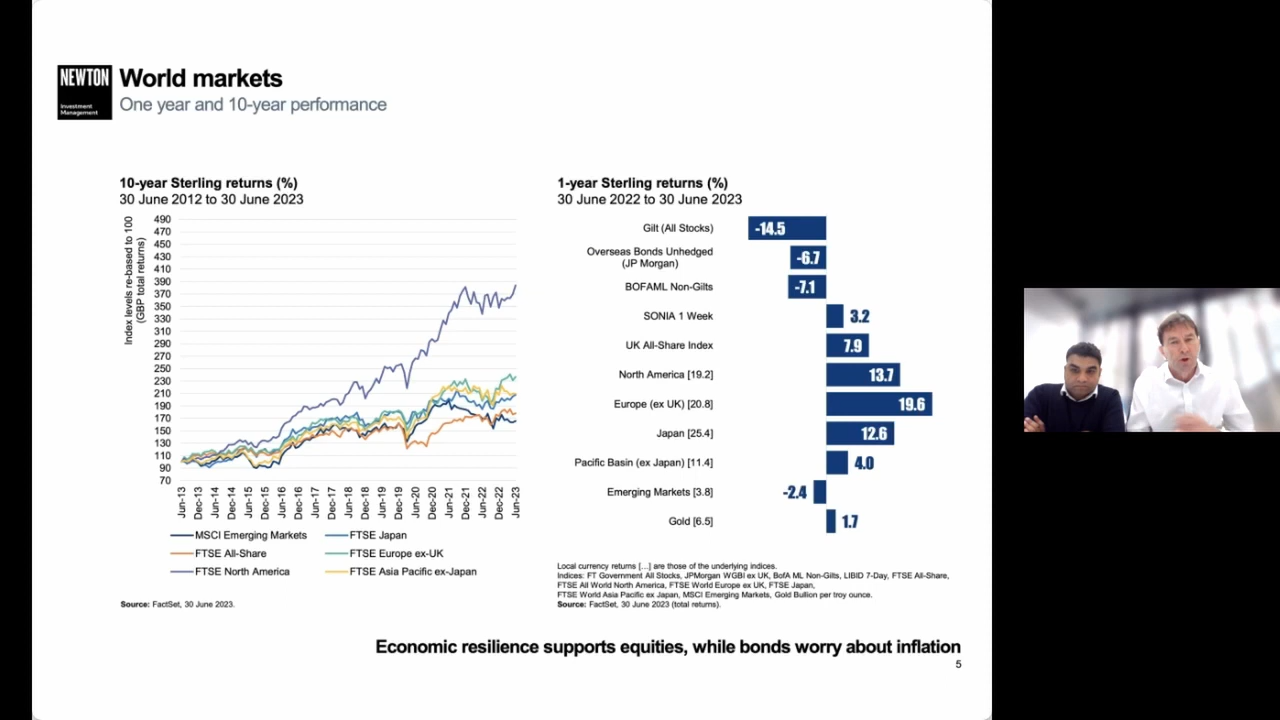 NEWTON
Investment
Management
World markets
One year and 10-year performance
10-year Sterling returns (%)
30 June 2012 to 30 June 2023
Index levels re-based to 100
(GBP total returns)
490
470
450
430
410
390
370
350
330
310
290
270
250
230
210
190
170
150
130
110
90
70
Jun-13
Dec-13
Jun-14
Dec-14
Jun-15
Dec-15
Jun-16
Dec-16
Jun-17
Dec-17
Jun-18
Dec-18
Jun-19
Dec-19
Jun-20
Dec-20
Jun-21
Dec-21
Jun-22
Dec-22
Jun-23
MSCI Emerging Markets
FTSE Japan
FTSE All-Share
FTSE Europe ex-UK
FTSE North America
FTSE Asia Pacific ex-Japan
Source: FactSet, 30 June 2023.
1-year Sterling returns (%)
30 June 2022 to 30 June 2023
Gilt (All Stocks) -14.5
Overseas Bonds Unhedged
(JP Morgan) -6.7
BOFAML Non-Gilts -7.1
SONIA 1 Week 3.2
UK All-Share Index 7.9
North America [19.2] 13.7
Europe (ex UK) [20.8] 19.6
Japan [25.4] 12.6
Pacific Basin (ex Japan) [11.4] 4.0
Emerging Markets [3.8] -2.4
Gold [6.5] 1.7
Local currency returns [...] are those of the underlying indices.
Indices: FT Government All Stocks, JPMorgan WGBI ex UK, BofA ML Non-Gilts, LIBID 7-Day, FTSE All-Share,
FTSE All World North America, FTSE World Europe ex UK, FTSE Japan,
FTSE World Asia Pacific ex Japan, MSCI Emerging Markets, Gold Bullion per troy ounce.
Source: FactSet, 30 June 2023 (total returns).
Economic resilience supports equities, while bonds worry about inflation
5